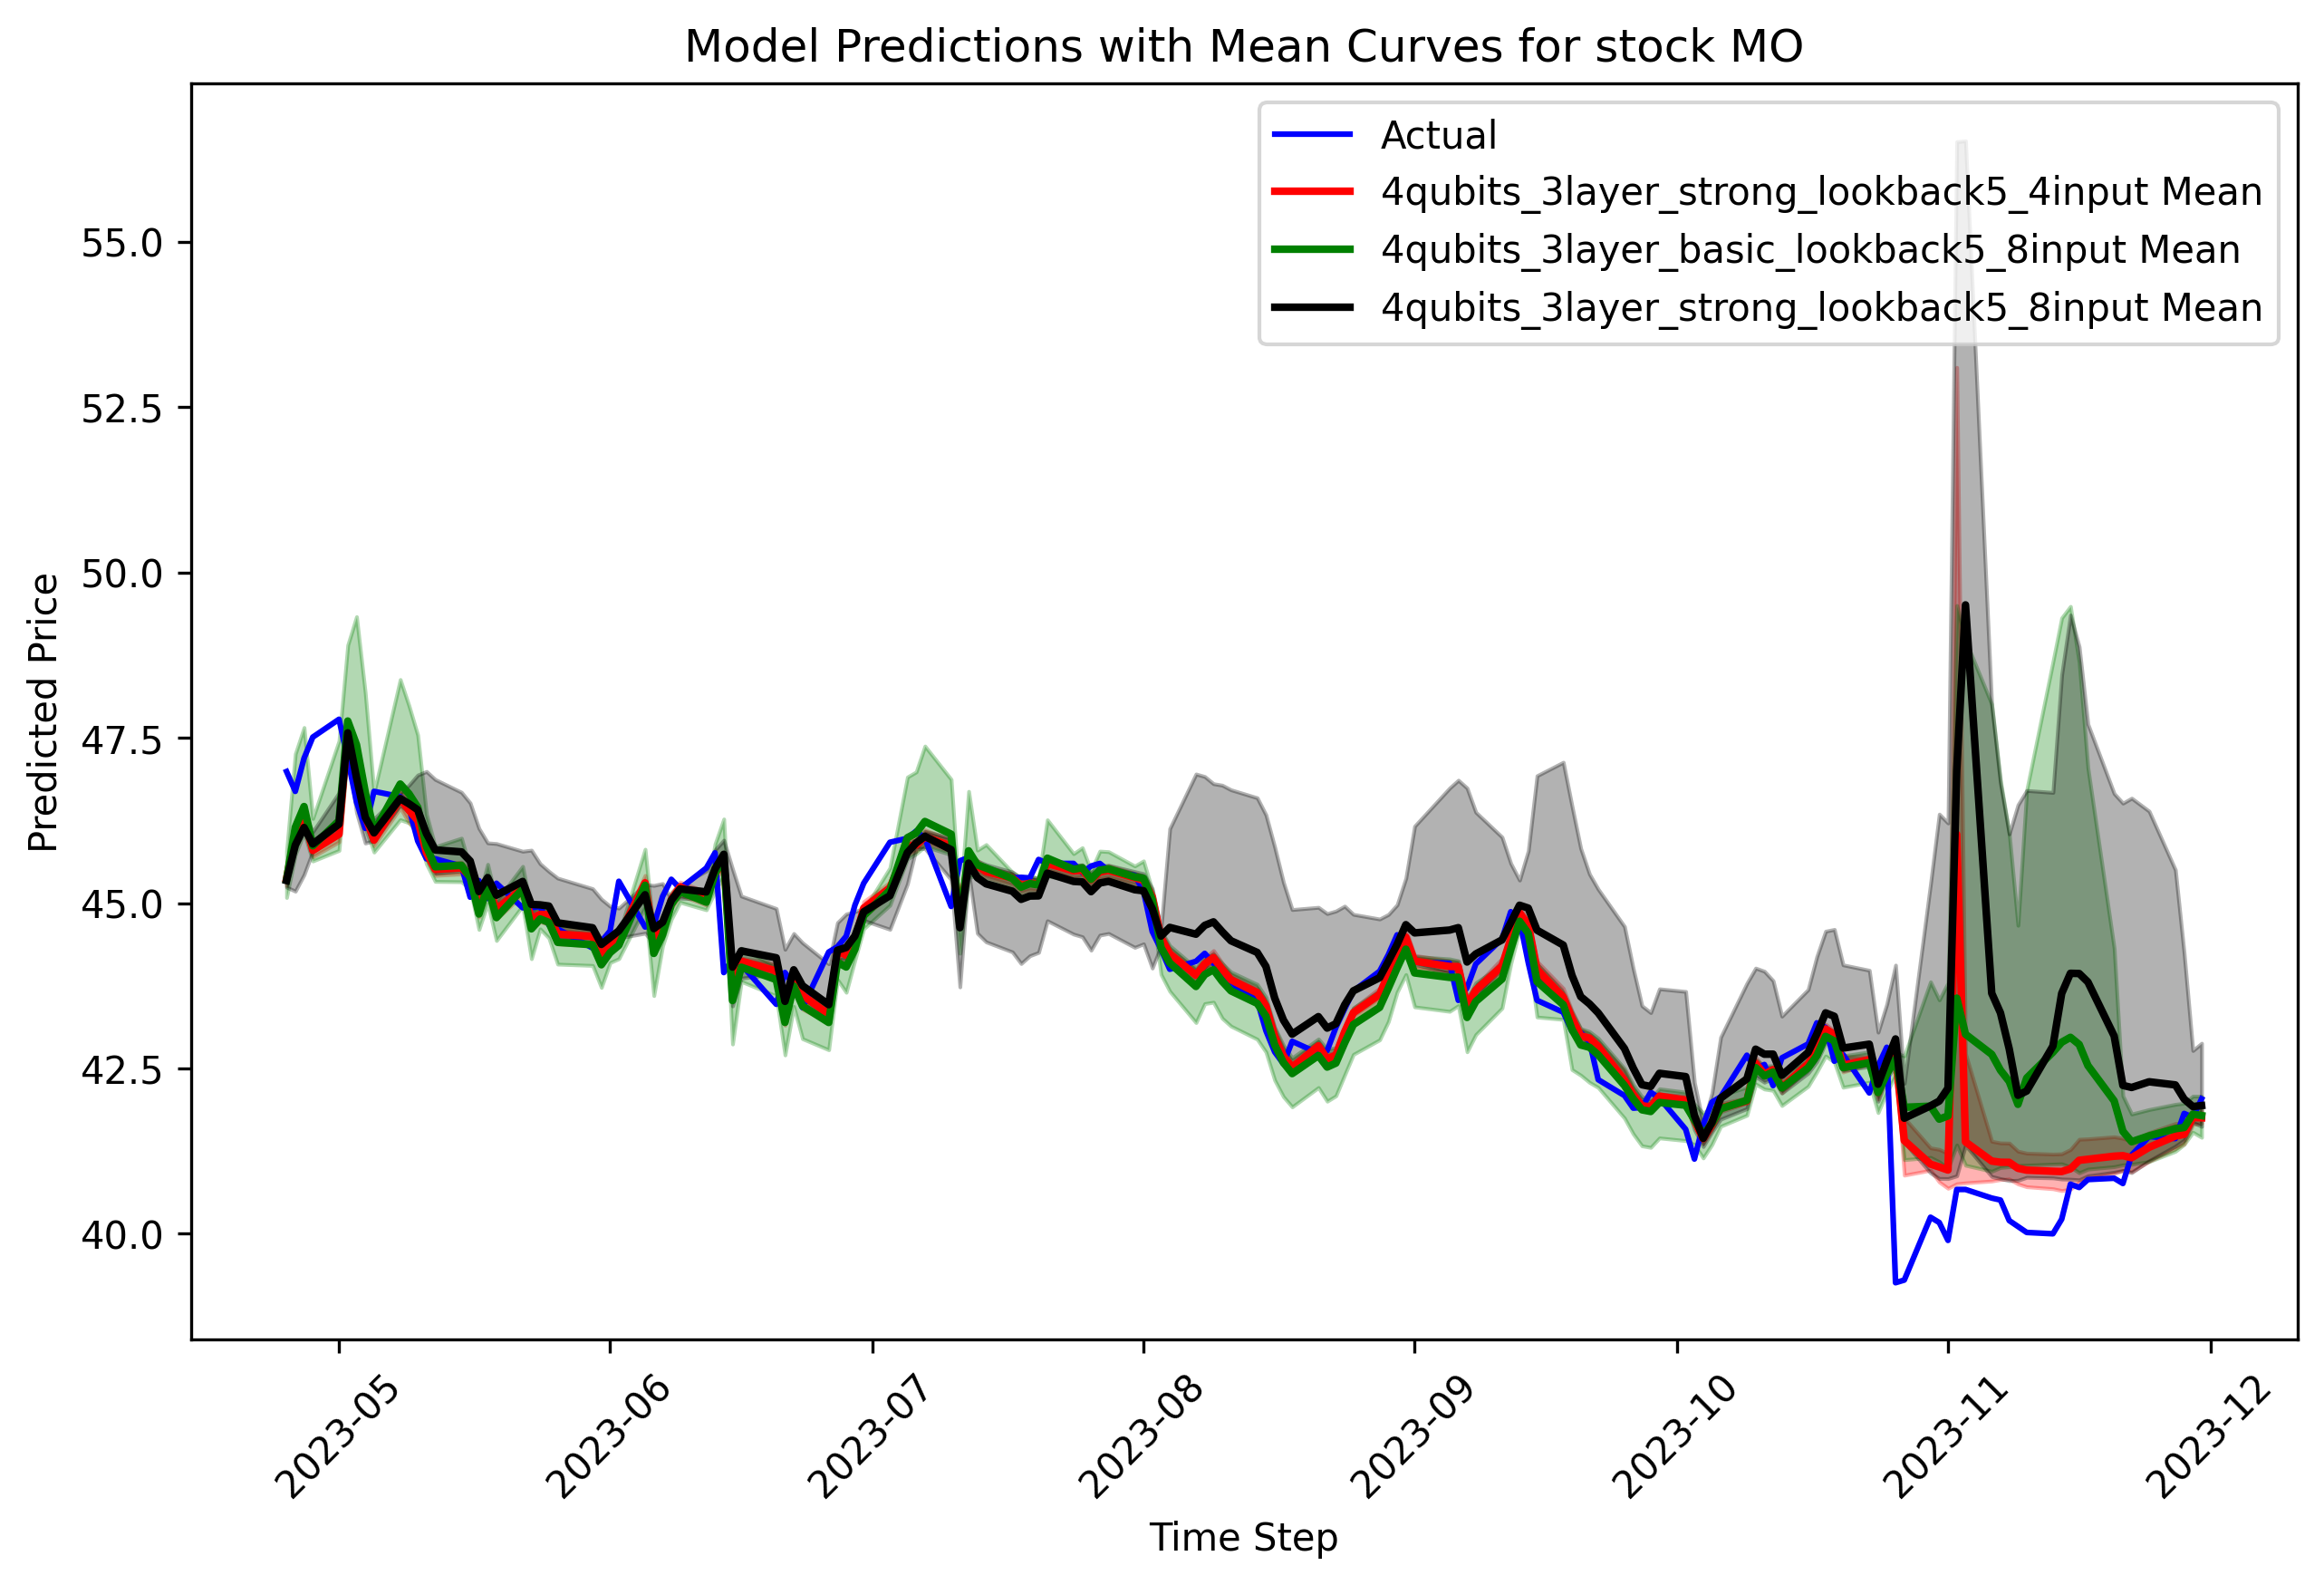 Model Predictions with Mean Curves for stock MO
Actual
4qubits_3layer_strong_lookback5_4input Mean
4qubits_3layer_basic_lookback5_8input Mean
4qubits_3layer_strong_lookback5_8input Mean
Predicted Price
55.0
52.5
50.0
47.5
45.0
42.5
40.0
2023-05
2023-06
2023-07
2023-08
2023-09
2023-10
2023-11
2023-12
Time Step